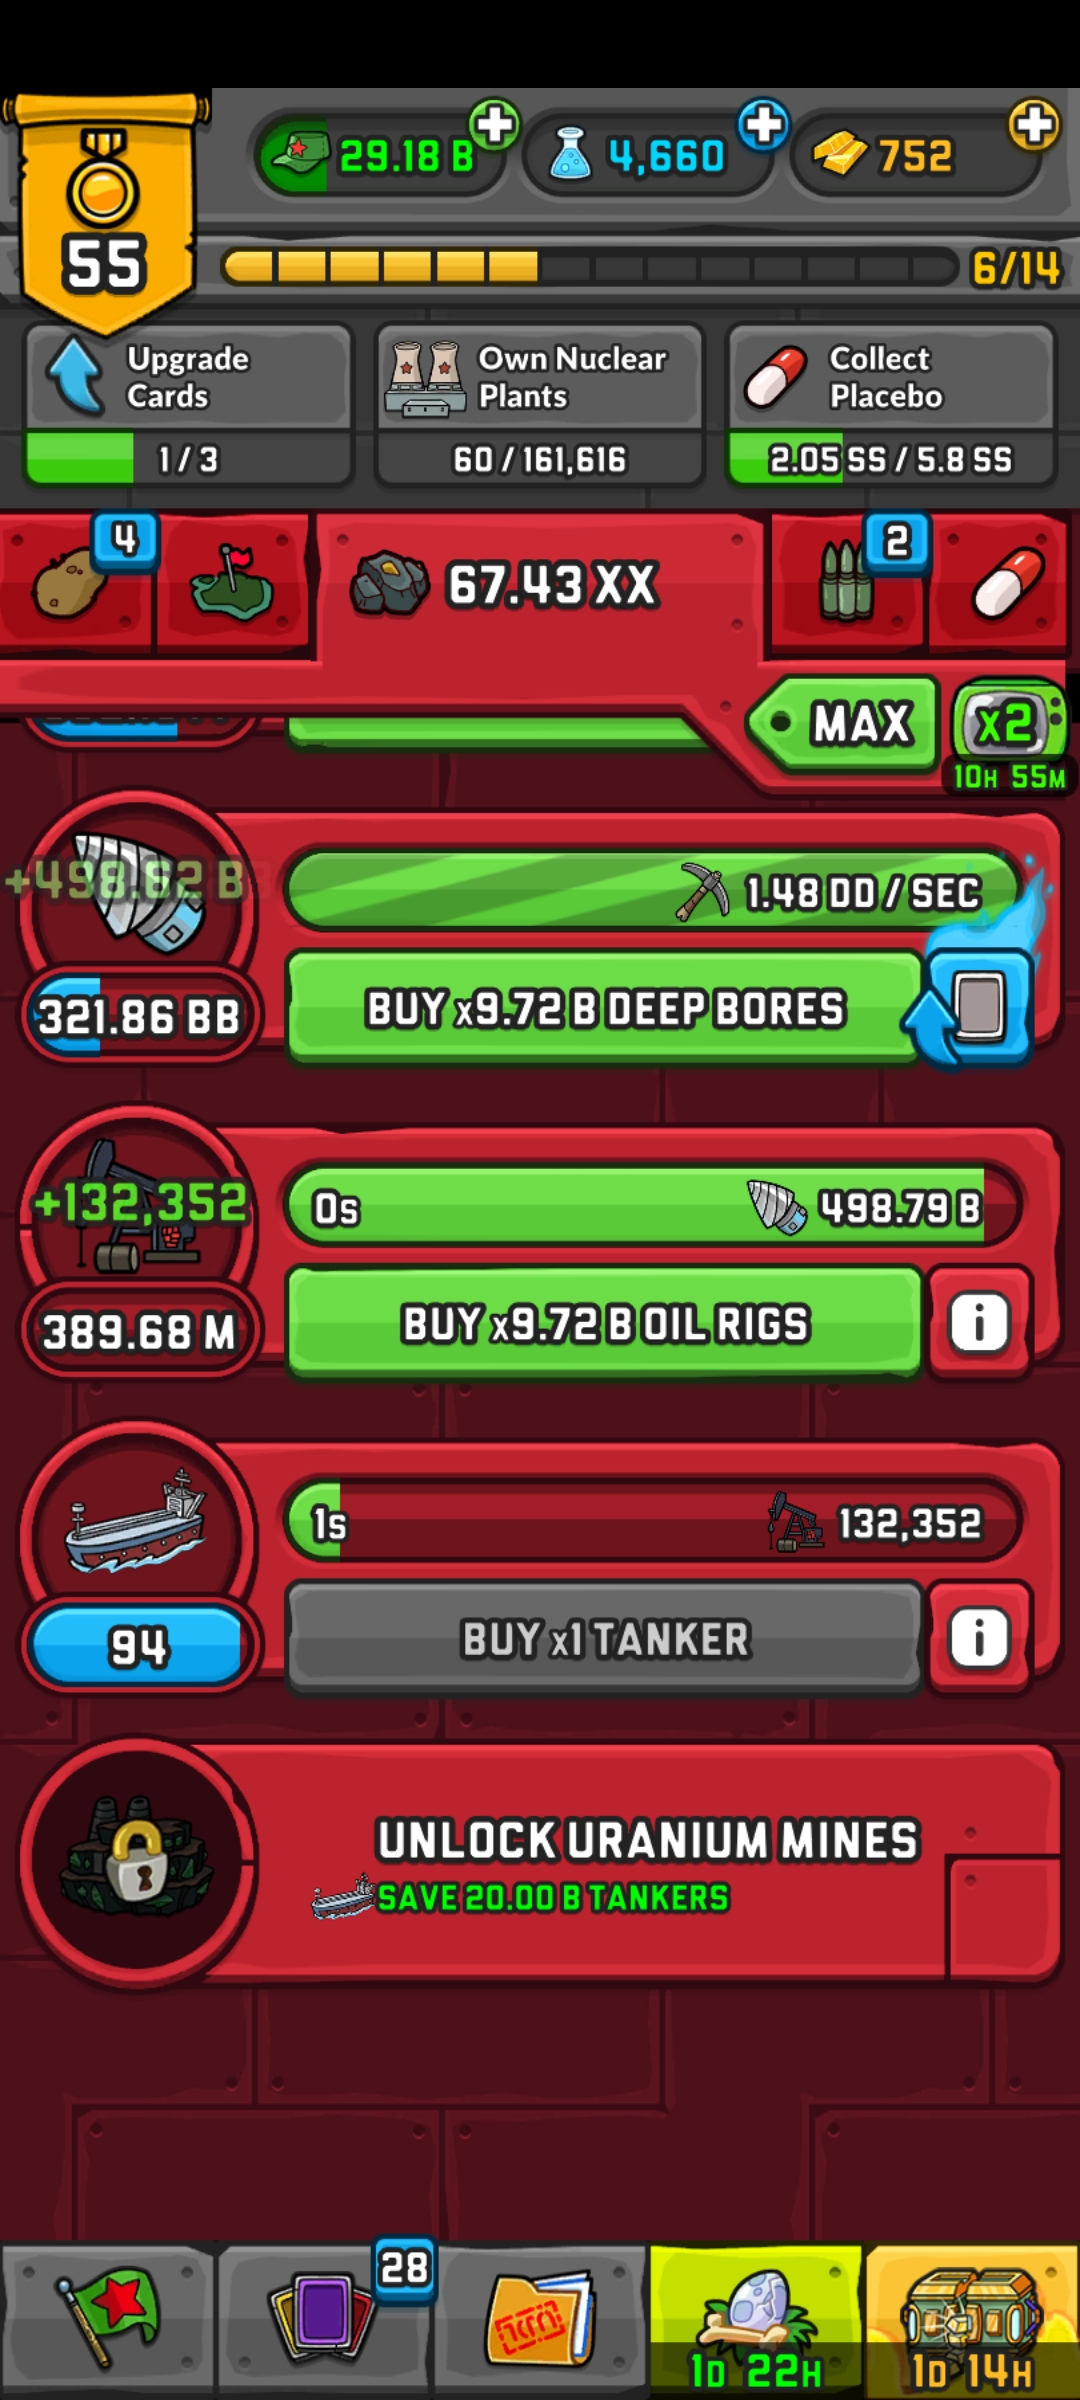 29.18 B
4,660
752
55
6/14
Upgrade
Cards
1 / 3
Own Nuclear
Plants
60 / 161,616
Collect
Placebo
2.05 SS / 5.8 SS
4
67.43 XX
2
MAX
X2
10H 55M
+498.62 B
1.48 DD / SEC
321.86 BB
BUY x9.72 B DEEP BORES
+132,352
0s
498.79 B
389.68 M
BUY x9.72 B OIL RIGS
i
1s
132,352
94
BUY x1 TANKER
i
UNLOCK URANIUM MINES
SAVE 20.00 B TANKERS
28
1D 22H
1D 14H